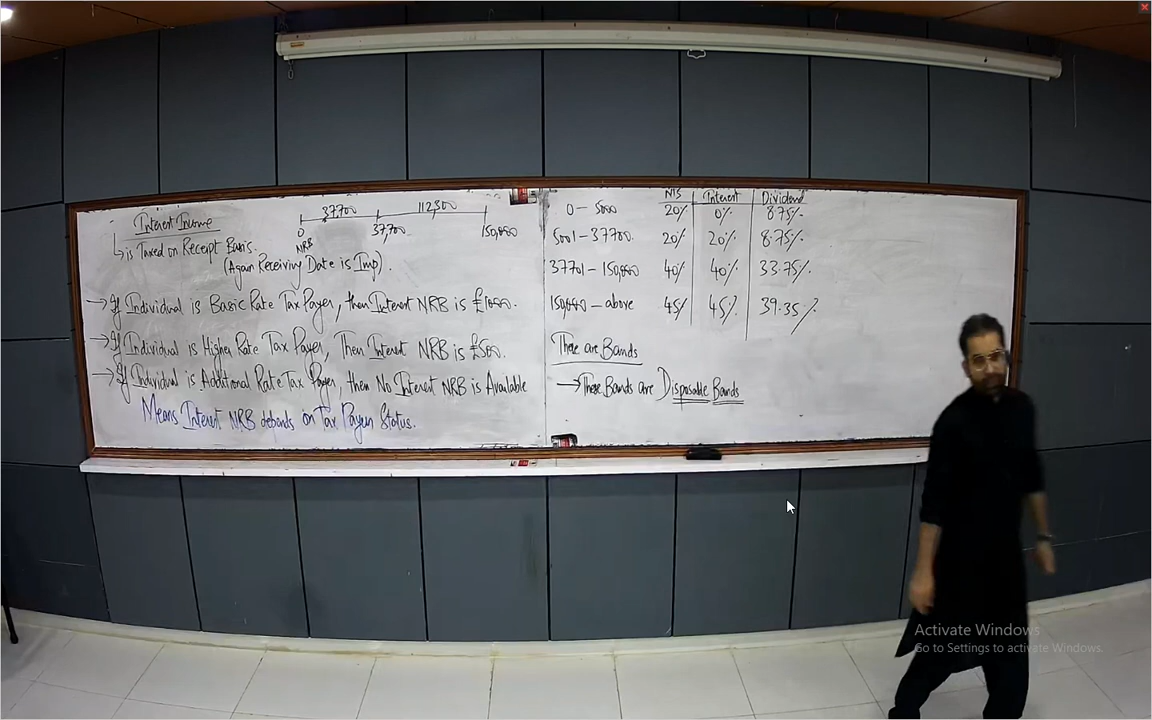 Interest Income
↳ is Taxed on Receipt Basis.
(Again Receiving Date is Imp).
37,700 112,300
0 37,700 150,000
NRB
→ If Individual is Basic Rate Tax Payer, then Interest NRB is £1000.
→ If Individual is Higher Rate Tax Payer, Then Interest NRB is £500.
→ If Individual is Additional Rate Tax Payer, then No Interest NRB is Available
Means Interest NRB depends on Tax Payer Status.
NTS Interest Dividend
0 – 5000 20% 0% 8.75%
5001 – 37700. 20% 20% 8.75%
37701 – 150,000 40% 40% 33.75%.
150,000 – above 45% 45% 39.35%
These are Bands
→ These Bands are Disposable Bands
Activate Windows
Go to Settings to activate Windows.